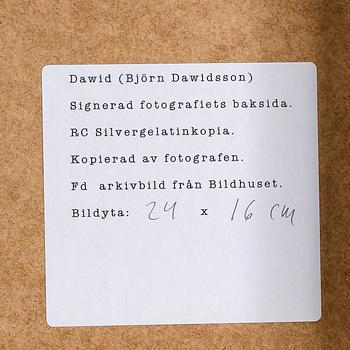 Dawid (Björn Dawidsson)
Signerad fotografiets baksida.
RC Silvergelatinkopia.
Kopierad av fotografen.
Fd arkivbild från Bildhuset.
Bildyta: 24 x 16 cm